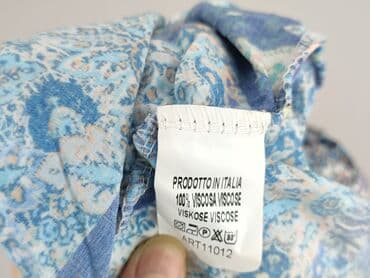 PRODOTTO IN ITALIA
100% VISCOSA VISCOSE
VISKOSE VISCOSE
ART11012